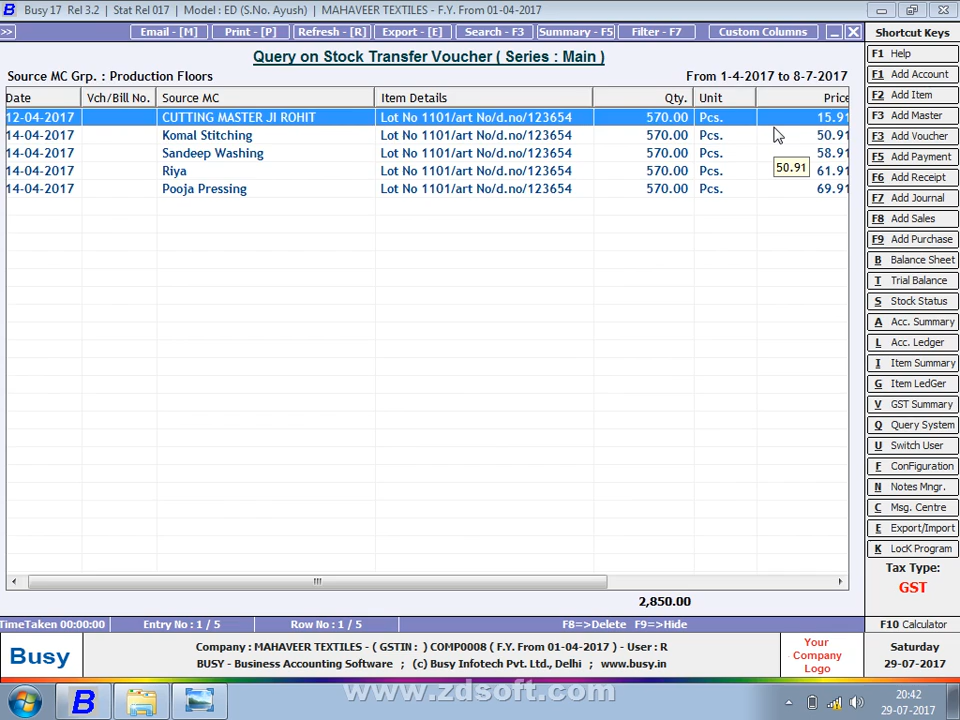 Busy 17 Rel 3.2 | Stat Rel 017 | Model : ED (S.No. Ayush) | MAHAVEER TEXTILES - F.Y. From 01-04-2017
>> Email - [M] Print - [P] Refresh - [R] Export - [E] Search - F3 Summary - F5 Filter - F7 Custom Columns
Shortcut Keys
Query on Stock Transfer Voucher ( Series : Main )
Source MC Grp. : Production Floors From 1-4-2017 to 8-7-2017
Date Vch/Bill No. Source MC Item Details Qty. Unit Price
12-04-2017 CUTTING MASTER JI ROHIT Lot No 1101/art No/d.no/123654 570.00 Pcs. 15.91
14-04-2017 Komal Stitching Lot No 1101/art No/d.no/123654 570.00 Pcs. 50.91
14-04-2017 Sandeep Washing Lot No 1101/art No/d.no/123654 570.00 Pcs. 58.91
14-04-2017 Riya Lot No 1101/art No/d.no/123654 570.00 Pcs. 61.91
14-04-2017 Pooja Pressing Lot No 1101/art No/d.no/123654 570.00 Pcs. 69.91
50.91
2,850.00
F1 Help
F1 Add Account
F2 Add Item
F3 Add Master
F3 Add Voucher
F5 Add Payment
F6 Add Receipt
F7 Add Journal
F8 Add Sales
F9 Add Purchase
B Balance Sheet
T Trial Balance
S Stock Status
A Acc. Summary
L Acc. Ledger
I Item Summary
G Item LedGer
V GST Summary
Q Query System
U Switch User
F ConFiguration
N Notes Mngr.
C Msg. Centre
E Export/Import
K LocK Program
Tax Type:
GST
F10 Calculator
TimeTaken 00:00:00 Entry No : 1 / 5 Row No : 1 / 5 F8=>Delete F9=>Hide
Busy
Company : MAHAVEER TEXTILES - ( GSTIN : ) COMP0008 ( F.Y. From 01-04-2017 ) - User : R
BUSY - Business Accounting Software ; (c) Busy Infotech Pvt. Ltd., Delhi ; www.busy.in
Your
Company
Logo
Saturday
29-07-2017
B
www.zdsoft.com
20:42
29-07-2017